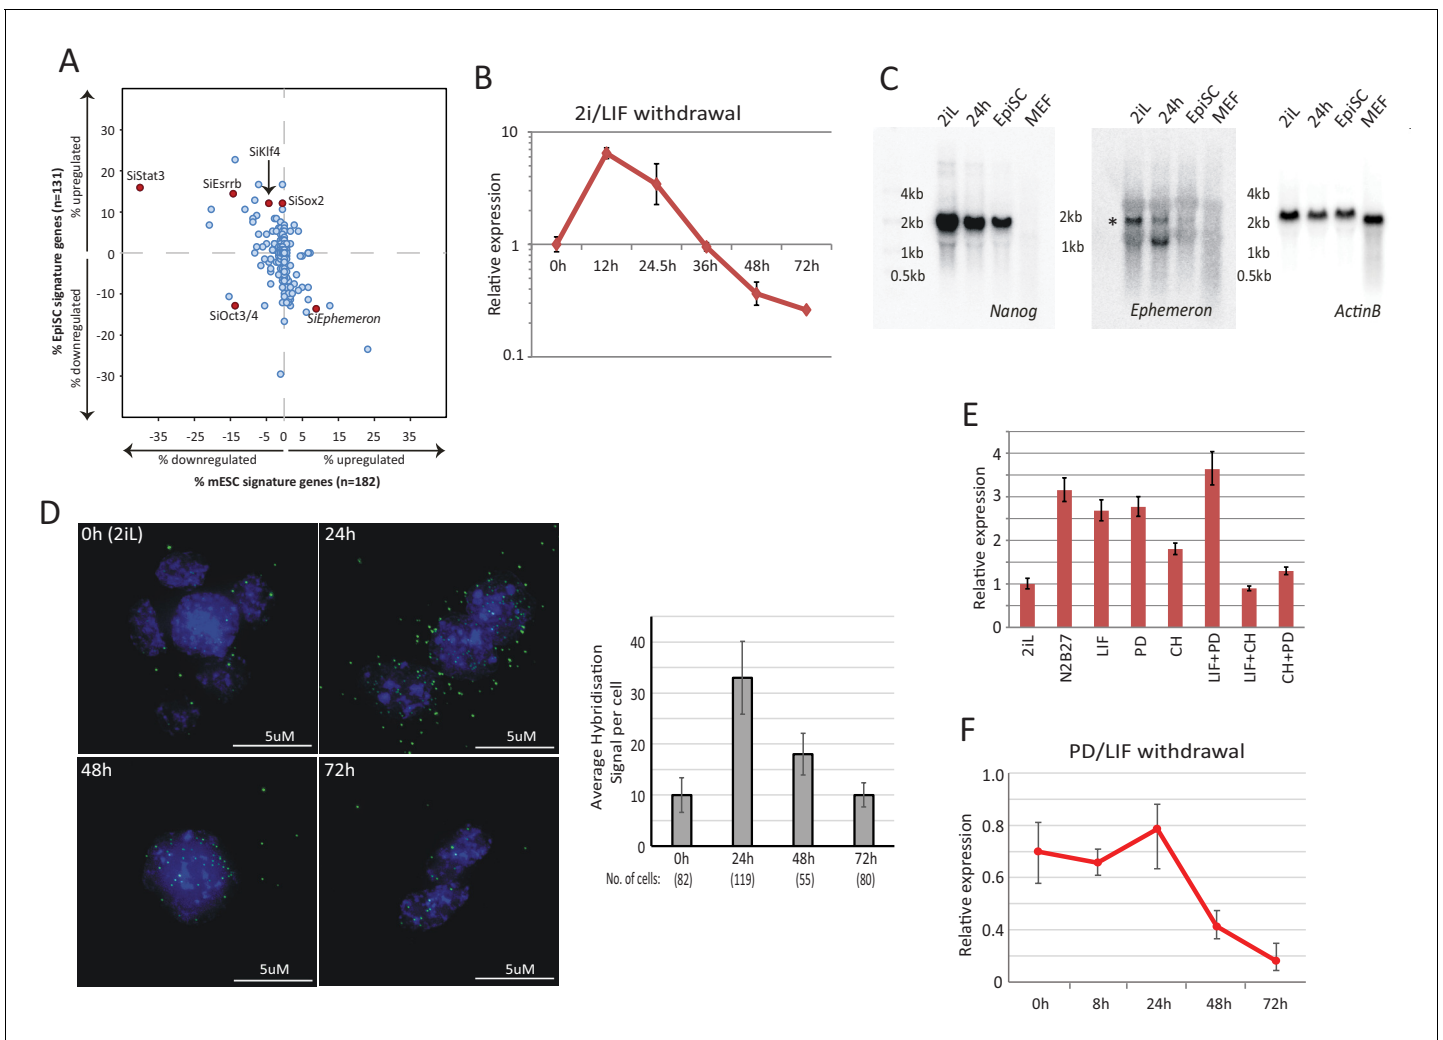 A
% EpiSC signature genes (n=131)
% upregulated
% downregulated
30
20
10
0
-10
-20
-30
SiStat3
SiEsrrb
SiKlf4
SiSox2
SiOct3/4
SiEphemeron
-35
-25
-15
-5
0
5
15
25
35
% downregulated
% upregulated
% mESC signature genes (n=182)
B
2i/LIF withdrawal
Relative expression
10
1
0.1
0h
12h
24.5h
36h
48h
72h
C
2iL
24h
EpiSC
MEF
4kb
2kb
1kb
0.5kb
Nanog
2iL
24h
EpiSC
MEF
2kb
*
1kb
Ephemeron
2iL
24h
EpiSC
MEF
4kb
2kb
1kb
0.5kb
ActinB
D
0h (2iL)
5uM
24h
5uM
48h
5uM
72h
5uM
Average Hybridisation
Signal per cell
40
30
20
10
0
0h
24h
48h
72h
No. of cells:
(82)
(119)
(55)
(80)
E
Relative expression
4
3
2
1
0
2iL
N2B27
LIF
PD
CH
LIF+PD
LIF+CH
CH+PD
F
PD/LIF withdrawal
Relative expression
1.0
0.8
0.6
0.4
0
0h
8h
24h
48h
72h